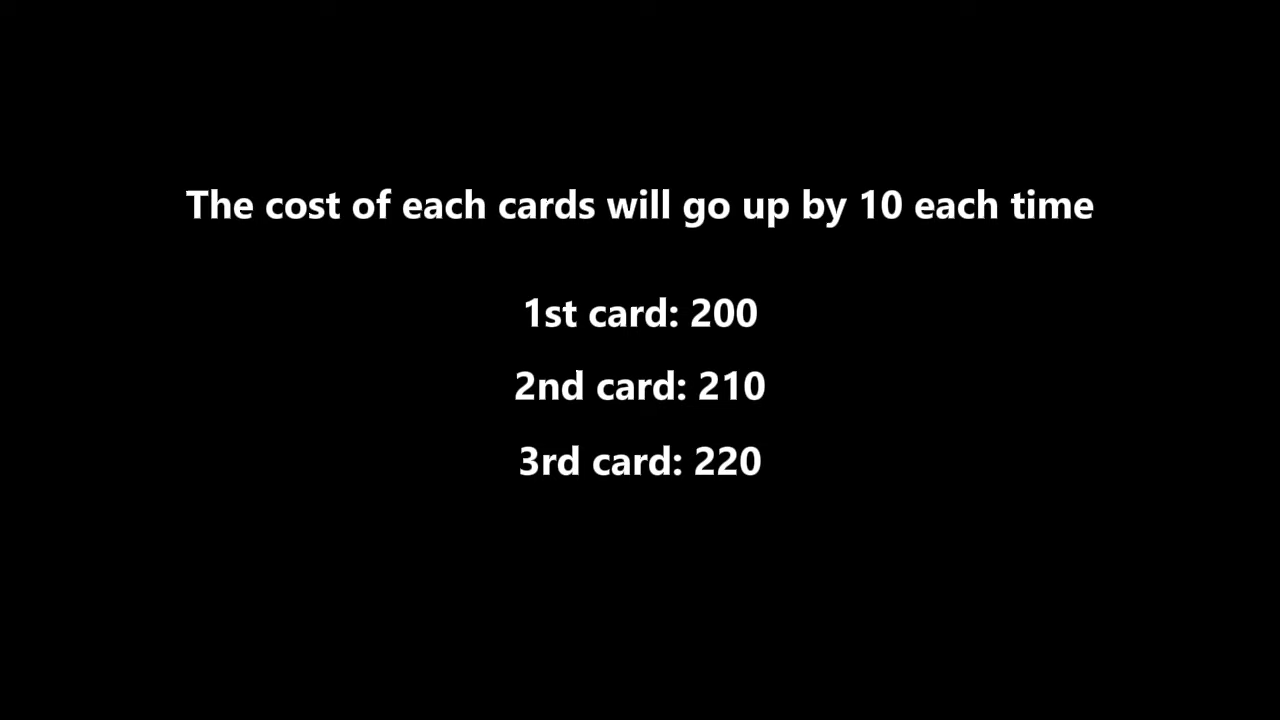 The cost of each cards will go up by 10 each time
1st card: 200
2nd card: 210
3rd card: 220